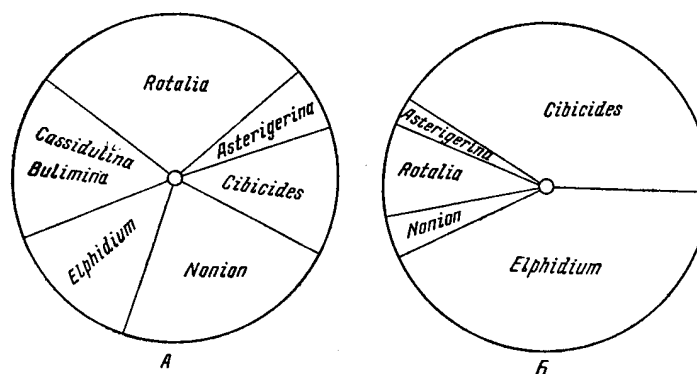 Rotalia
Asterigerina
Cassidulina
Bulimina
Cibicides
Elphidium
Nonion
А
Cibicides
Asterigerina
Rotalia
Nonion
Elphidium
Б